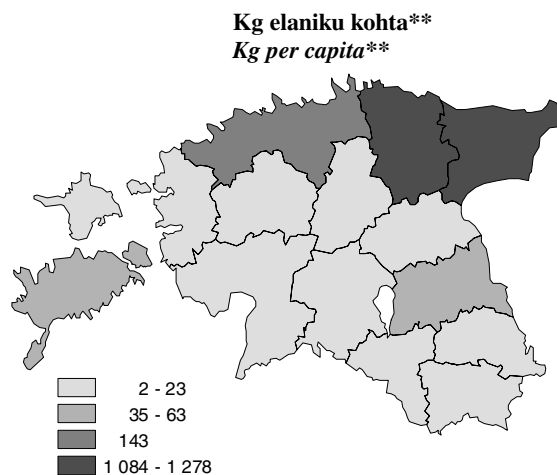 Kg elaniku kohta**
Kg per capita**
2 - 23
35 - 63
143
1 084 - 1 278